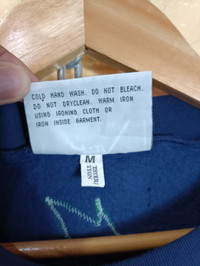 COLD HAND WASH. DO NOT BLEACH.
DO NOT DRYCLEAN. WARM IRON
USING IRONING CLOTH OR
IRON INSIDE GARMENT.
M